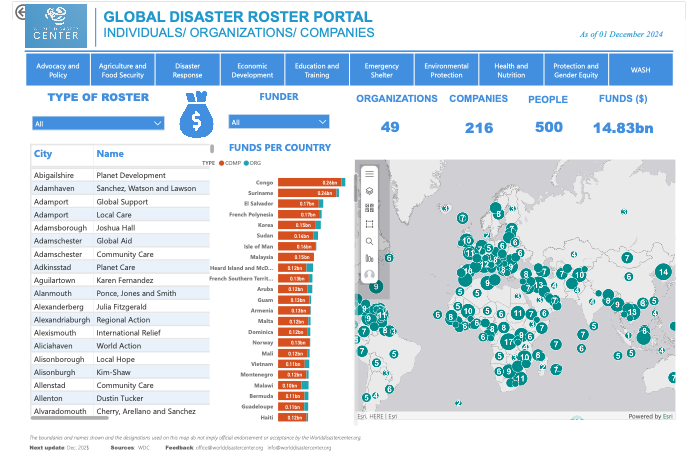 WORLD DISASTER
CENTER
GLOBAL DISASTER ROSTER PORTAL
INDIVIDUALS/ ORGANIZATIONS/ COMPANIES
As of 01 December 2024
Advocacy and Policy
Agriculture and Food Security
Disaster Response
Economic Development
Education and Training
Emergency Shelter
Environmental Protection
Health and Nutrition
Protection and Gender Equity
WASH
TYPE OF ROSTER
All
$
FUNDER
All
ORGANIZATIONS
49
COMPANIES
216
PEOPLE
500
FUNDS ($)
14.83bn
City Name
Abigailshire Planet Development
Adamhaven Sanchez, Watson and Lawson
Adamport Global Support
Adamport Local Care
Adamsborough Joshua Hall
Adamschester Global Aid
Adamschester Community Care
Adkinsstad Planet Care
Aguilartown Karen Fernandez
Alanmouth Ponce, Jones and Smith
Alexanderberg Julia Fitzgerald
Alexandriaburgh Regional Action
Alexismouth International Relief
Aliciahaven World Action
Alisonborough Local Hope
Alisonburgh Kim-Shaw
Allenstad Community Care
Allenton Dustin Tucker
Alvaradomouth Cherry, Arellano and Sanchez
FUNDS PER COUNTRY
TYPE COMP ORG
Congo 0.26bn
Suriname 0.24bn
El Salvador 0.17bn
French Polynesia 0.17bn
Korea 0.15bn
Sudan 0.16bn
Isle of Man 0.16bn
Malaysia 0.15bn
Heard Island and McD... 0.12bn
French Southern Territ... 0.13bn
Aruba 0.12bn
Guam 0.13bn
Armenia 0.13bn
Malta 0.12bn
Dominica 0.12bn
Norway 0.13bn
Mali 0.12bn
Vietnam 0.11bn
Montenegro 0.12bn
Malawi 0.10bn
Bermuda 0.11bn
Guadeloupe 0.11bn
Haiti 0.12bn
Esri, HERE | Esri
Powered by Esri
The boundaries and names shown and the designations used on this map do not imply official endorsement or acceptance by the Worlddisastercenter.org
Next update: Dec, 2025 Sources: WDC Feedback: office@worlddisastercenter.org info@worlddisastercenter.org